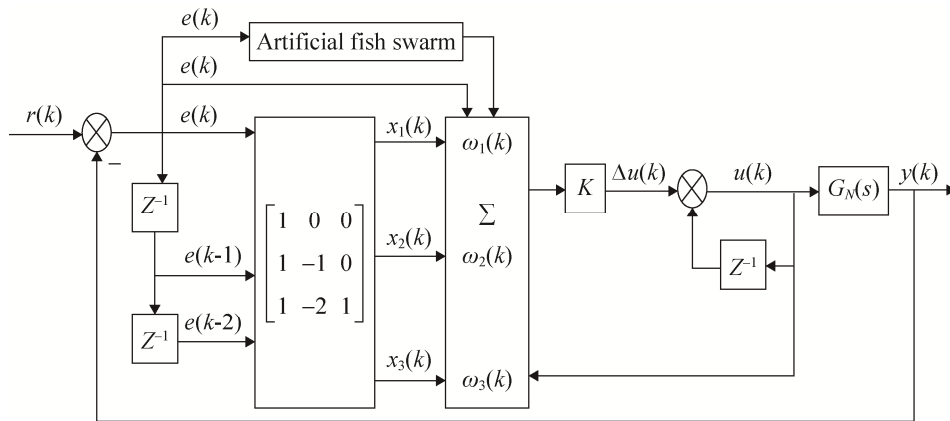 e(k)
Artificial fish swarm
e(k)
r(k)
e(k)
−
Z⁻¹
e(k-1)
Z⁻¹
e(k-2)
1 0 0
1 −1 0
1 −2 1
x₁(k)
x₂(k)
x₃(k)
ω₁(k)
Σ
ω₂(k)
ω₃(k)
K
Δu(k)
u(k)
Z⁻¹
G_N(s)
y(k)